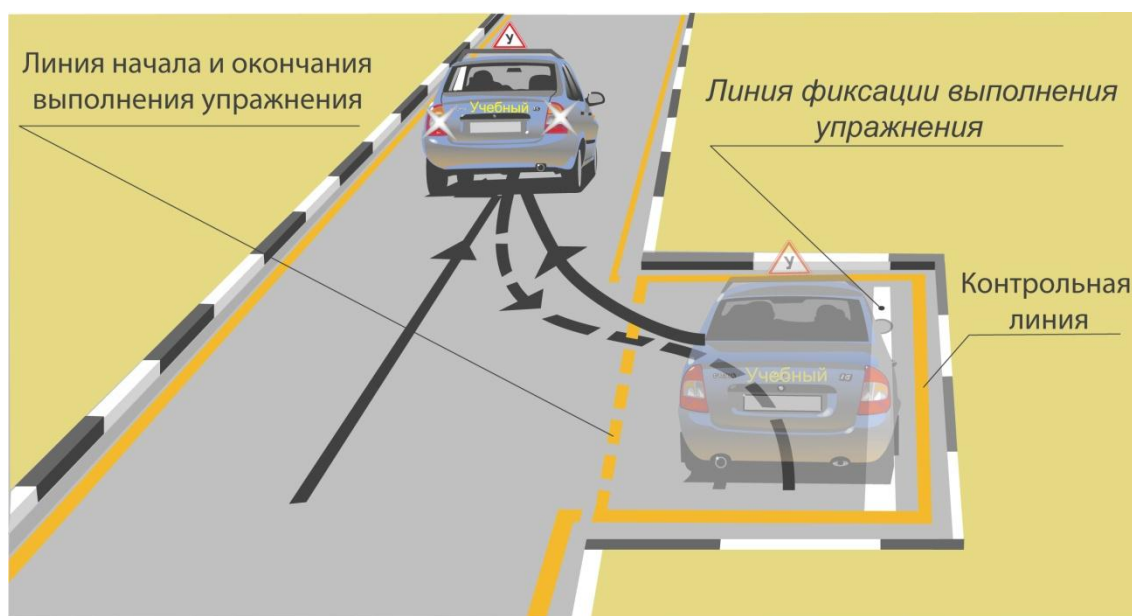 У
Линия начала и окончания
выполнения упражнения
Учебный
Линия фиксации выполнения
упражнения
У
Контрольная
линия
Учебный